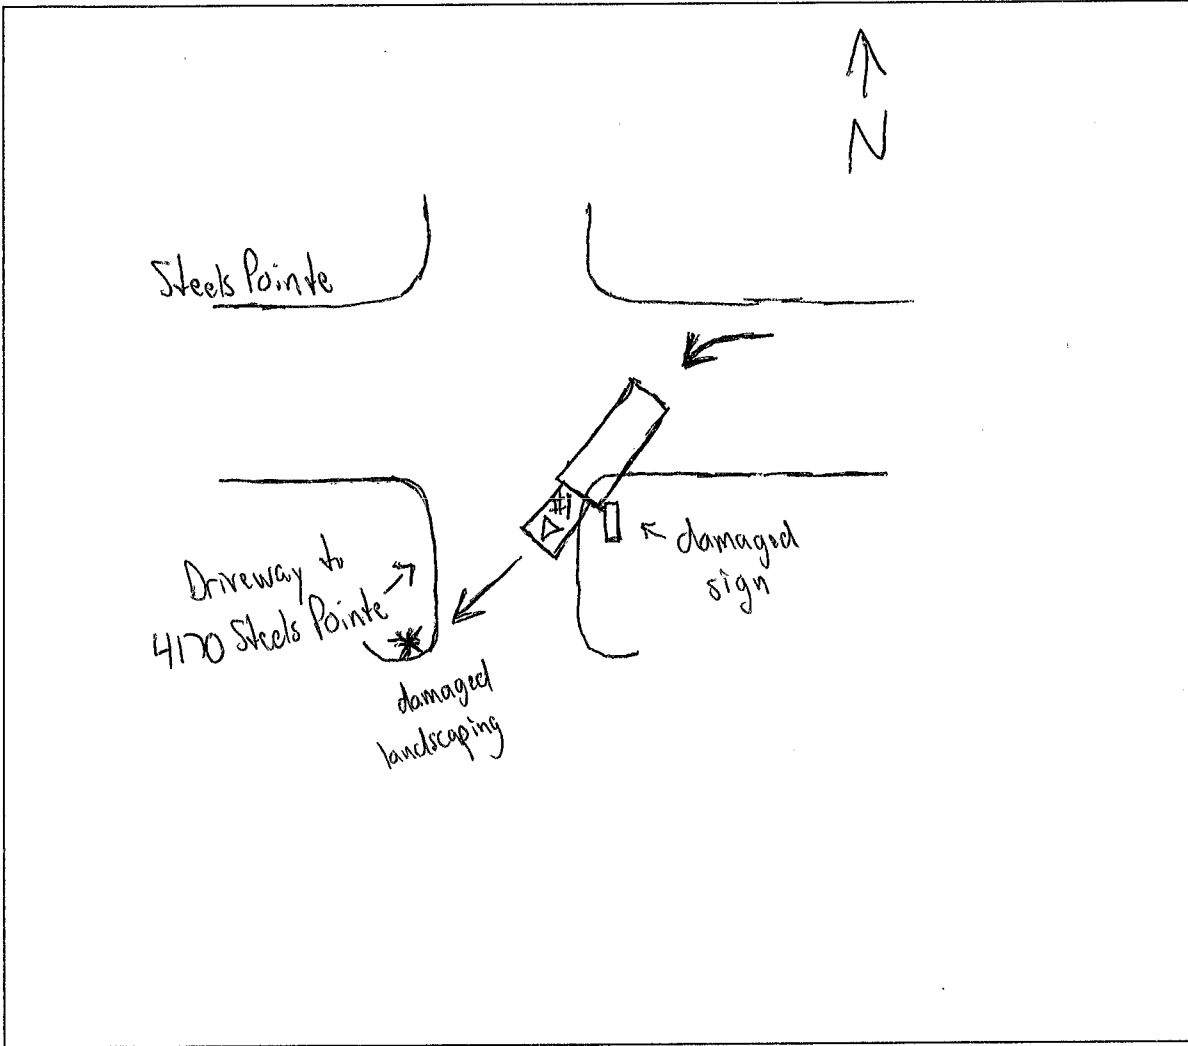 N
Steels Pointe
#1
damaged
sign
Driveway to
4170 Steels Pointe
damaged
landscaping